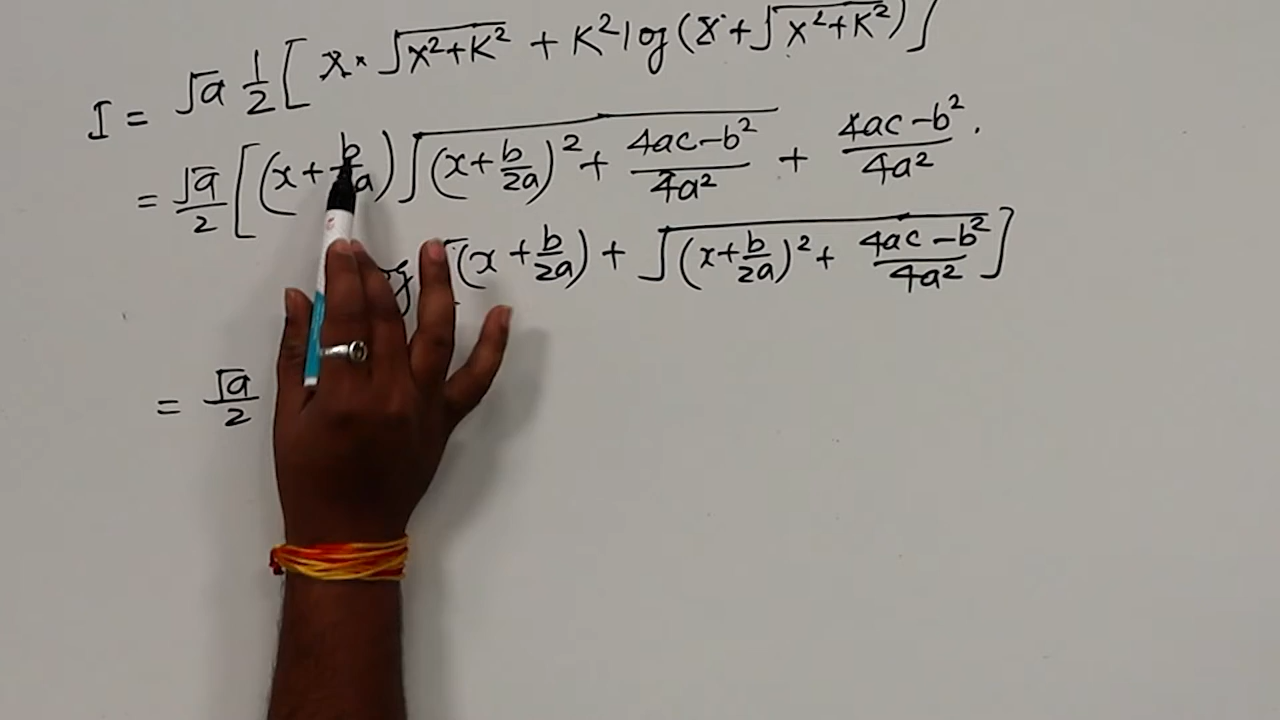 I = √a 1/2 [ x · √(x²+K²) + K² log (x + √(x²+K²) ) ]
= √a/2 [ (x + b/2a) √((x + b/2a)² + (4ac-b²)/4a²) + (4ac-b²)/4a² .
(x + b/2a) + √((x + b/2a)² + (4ac-b²)/4a²) ]
= √a/2